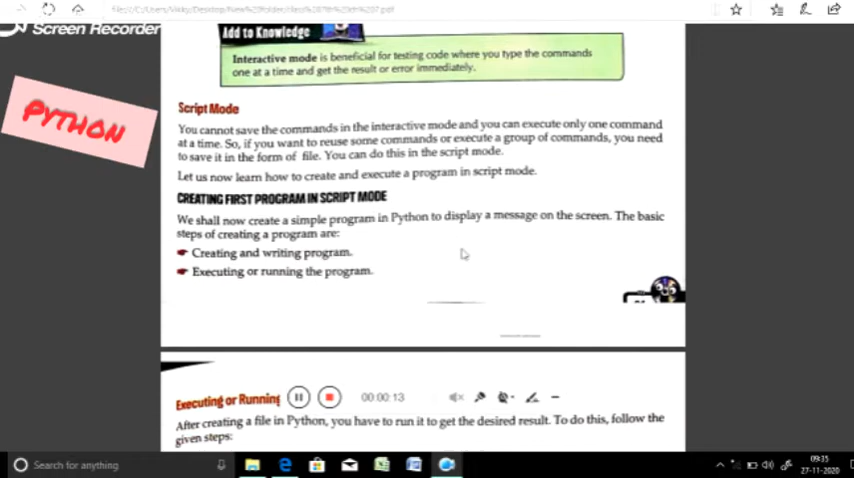 Screen Recorder
Add to Knowledge
Interactive mode is beneficial for testing code where you type the commands
one at a time and get the result or error immediately.
PYTHON
Script Mode
You cannot save the commands in the interactive mode and you can execute only one command
at a time. So, if you want to reuse some commands or execute a group of commands, you need
to save it in the form of file. You can do this in the script mode.
Let us now learn how to create and execute a program in script mode.
CREATING FIRST PROGRAM IN SCRIPT MODE
We shall now create a simple program in Python to display a message on the screen. The basic
steps of creating a program are:
Creating and writing program.
Executing or running the program.
Executing or Running
00:00:13
After creating a file in Python, you have to run it to get the desired result. To do this, follow the
given steps:
Search for anything
09:35
27-11-2020